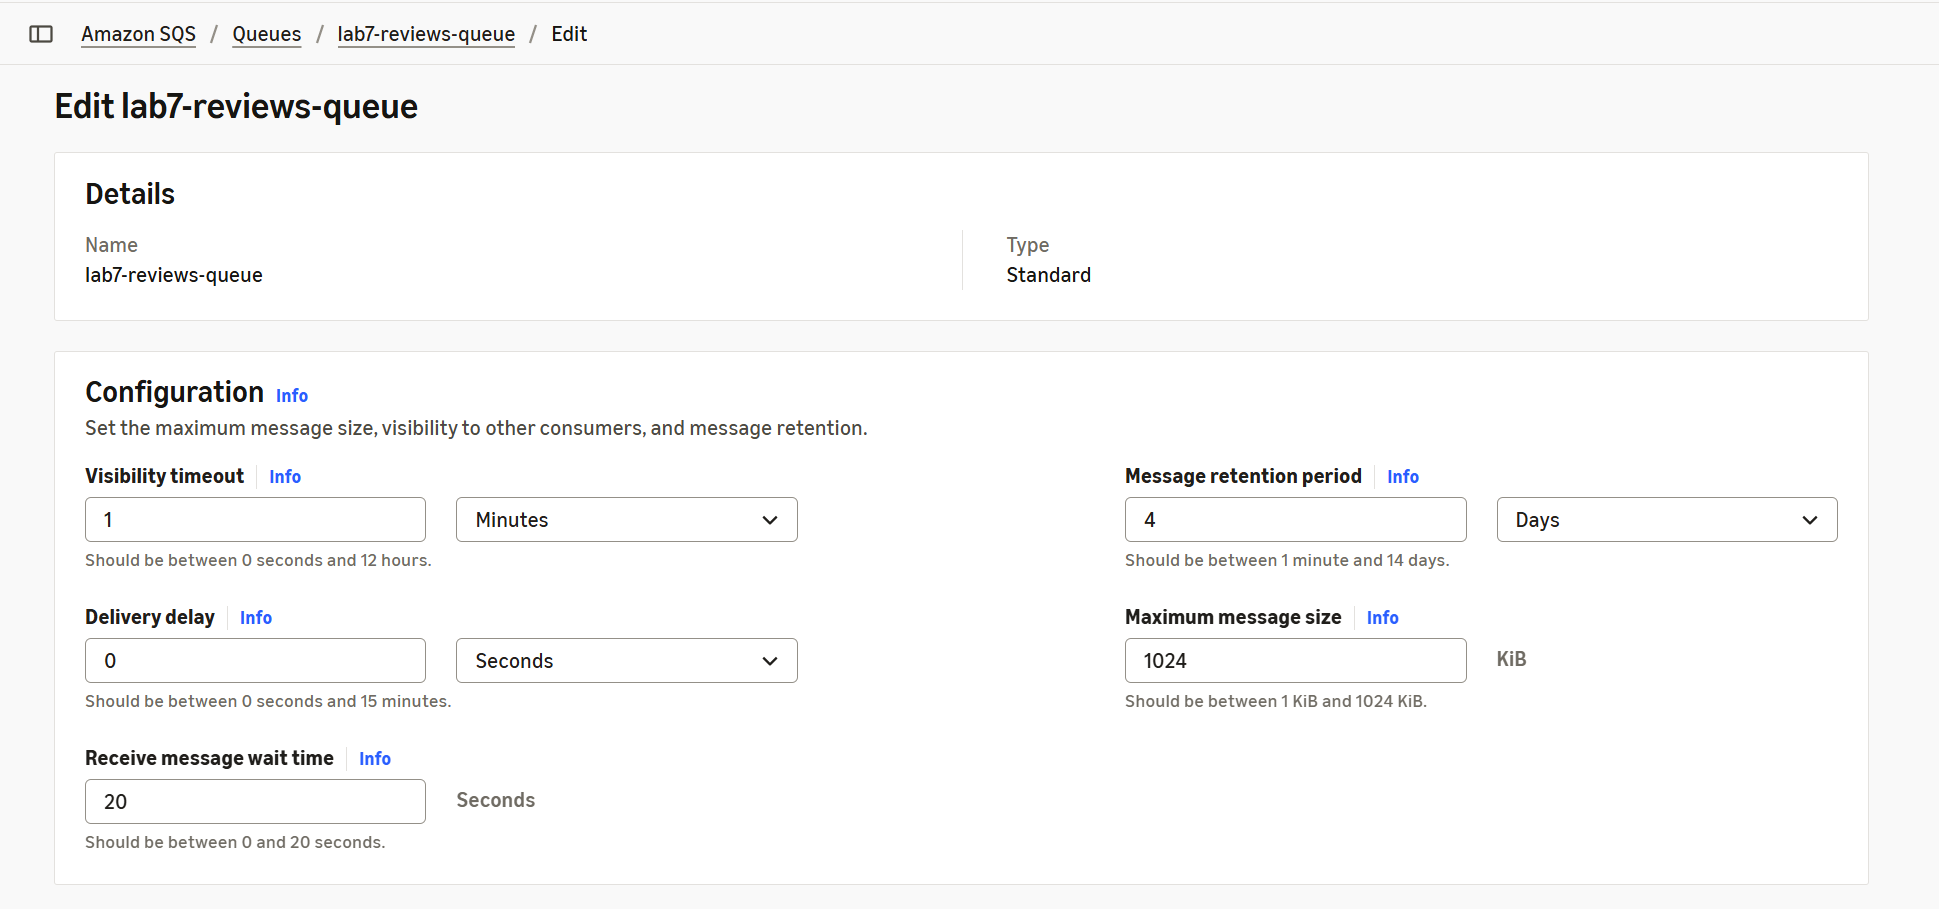 Amazon SQS / Queues / lab7-reviews-queue / Edit
Edit lab7-reviews-queue
Details
Name
lab7-reviews-queue
Type
Standard
Configuration Info
Set the maximum message size, visibility to other consumers, and message retention.
Visibility timeout Info
1 Minutes
Should be between 0 seconds and 12 hours.
Message retention period Info
4 Days
Should be between 1 minute and 14 days.
Delivery delay Info
0 Seconds
Should be between 0 seconds and 15 minutes.
Maximum message size Info
1024 KiB
Should be between 1 KiB and 1024 KiB.
Receive message wait time Info
20 Seconds
Should be between 0 and 20 seconds.